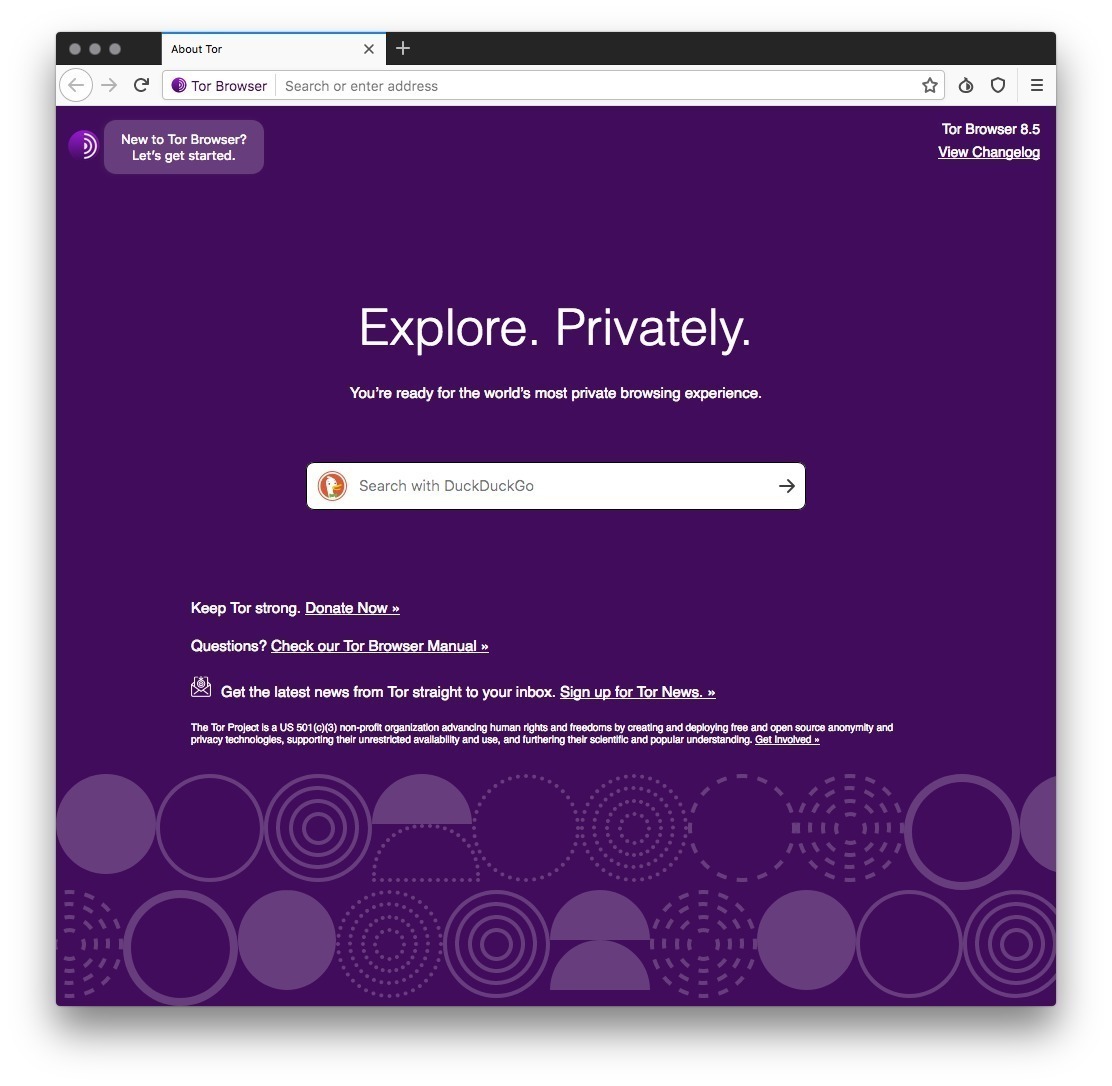 About Tor
Tor Browser
Search or enter address
New to Tor Browser?
Let's get started.
Tor Browser 8.5
View Changelog
Explore. Privately.
You’re ready for the world’s most private browsing experience.
Search with DuckDuckGo
Keep Tor strong. Donate Now »
Questions? Check our Tor Browser Manual »
Get the latest news from Tor straight to your inbox. Sign up for Tor News. »
The Tor Project is a US 501(c)(3) non-profit organization advancing human rights and freedoms by creating and deploying free and open source anonymity and
privacy technologies, supporting their unrestricted availability and use, and furthering their scientific and popular understanding. Get Involved »